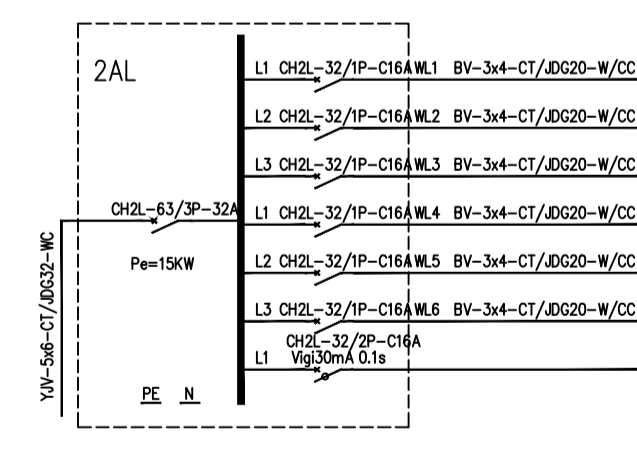 2AL
L1 CH2L-32/1P-C16A WL1 BV-3x4-CT/JDG20-W/CC
L2 CH2L-32/1P-C16A WL2 BV-3x4-CT/JDG20-W/CC
L3 CH2L-32/1P-C16A WL3 BV-3x4-CT/JDG20-W/CC
CH2L-63/3P-32A
L1 CH2L-32/1P-C16A WL4 BV-3x4-CT/JDG20-W/CC
Pe=15KW
L2 CH2L-32/1P-C16A WL5 BV-3x4-CT/JDG20-W/CC
L3 CH2L-32/1P-C16A WL6 BV-3x4-CT/JDG20-W/CC
CH2L-32/2P-C16A
L1 Vigi30mA 0.1s
PE N
YJV-5x6-CT/JDG32-WC